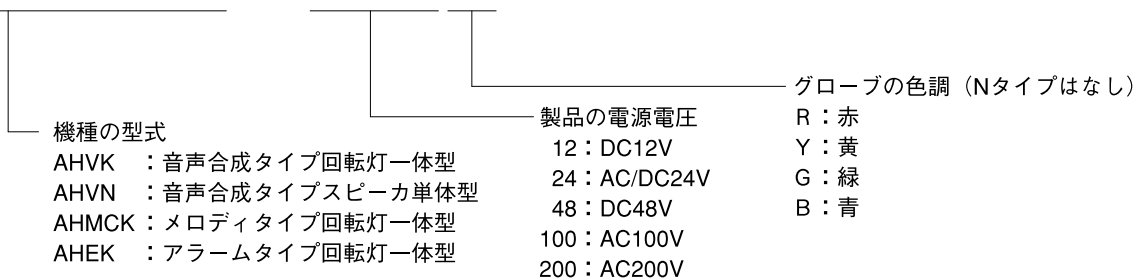 機種の型式
AHVK ：音声合成タイプ回転灯一体型
AHVN ：音声合成タイプスピーカ単体型
AHMCK：メロディタイプ回転灯一体型
AHEK ：アラームタイプ回転灯一体型
製品の電源電圧
12：DC12V
24：AC/DC24V
48：DC48V
100：AC100V
200：AC200V
グローブの色調（Nタイプはなし）
R：赤
Y：黄
G：緑
B：青